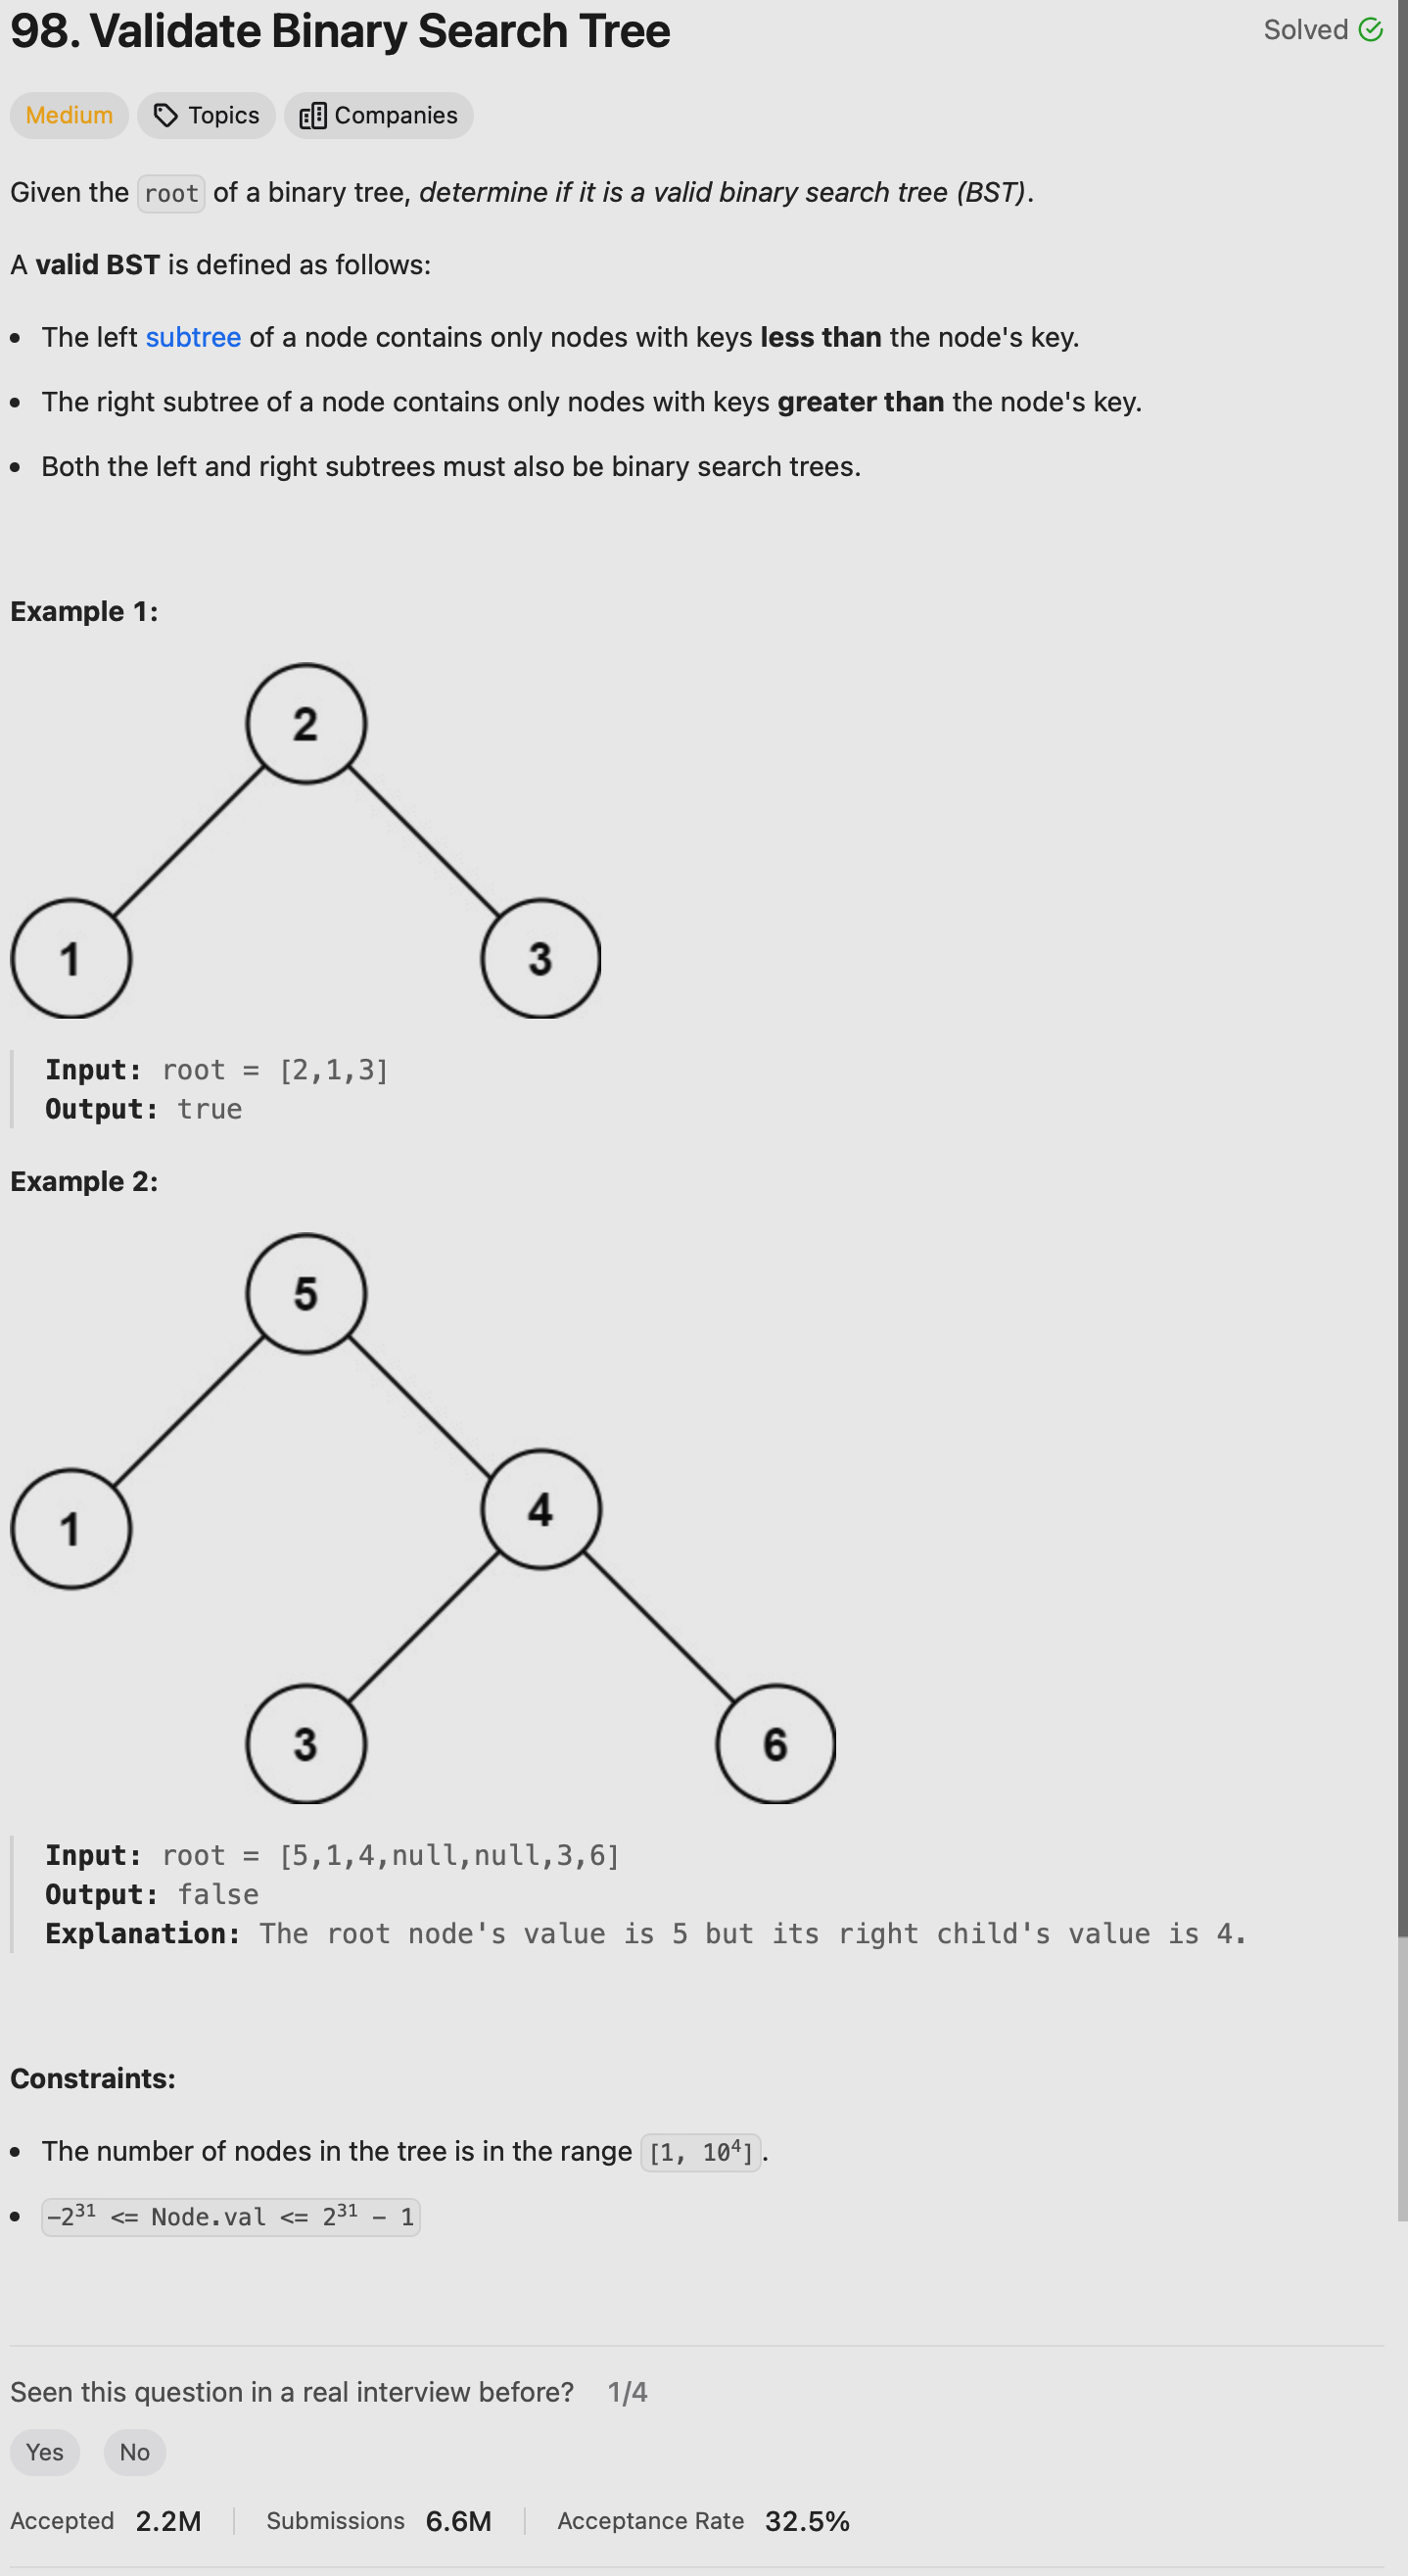 98. Validate Binary Search Tree
Solved
Medium
Topics
Companies
Given the root of a binary tree, determine if it is a valid binary search tree (BST).
A valid BST is defined as follows:
• The left subtree of a node contains only nodes with keys less than the node's key.
• The right subtree of a node contains only nodes with keys greater than the node's key.
• Both the left and right subtrees must also be binary search trees.
Example 1:
2
1
3
Input: root = [2,1,3]
Output: true
Example 2:
5
1
4
3
6
Input: root = [5,1,4,null,null,3,6]
Output: false
Explanation: The root node's value is 5 but its right child's value is 4.
Constraints:
• The number of nodes in the tree is in the range [1, 10⁴].
• -2³¹ <= Node.val <= 2³¹ - 1
Seen this question in a real interview before? 1/4
Yes No
Accepted 2.2M Submissions 6.6M Acceptance Rate 32.5%